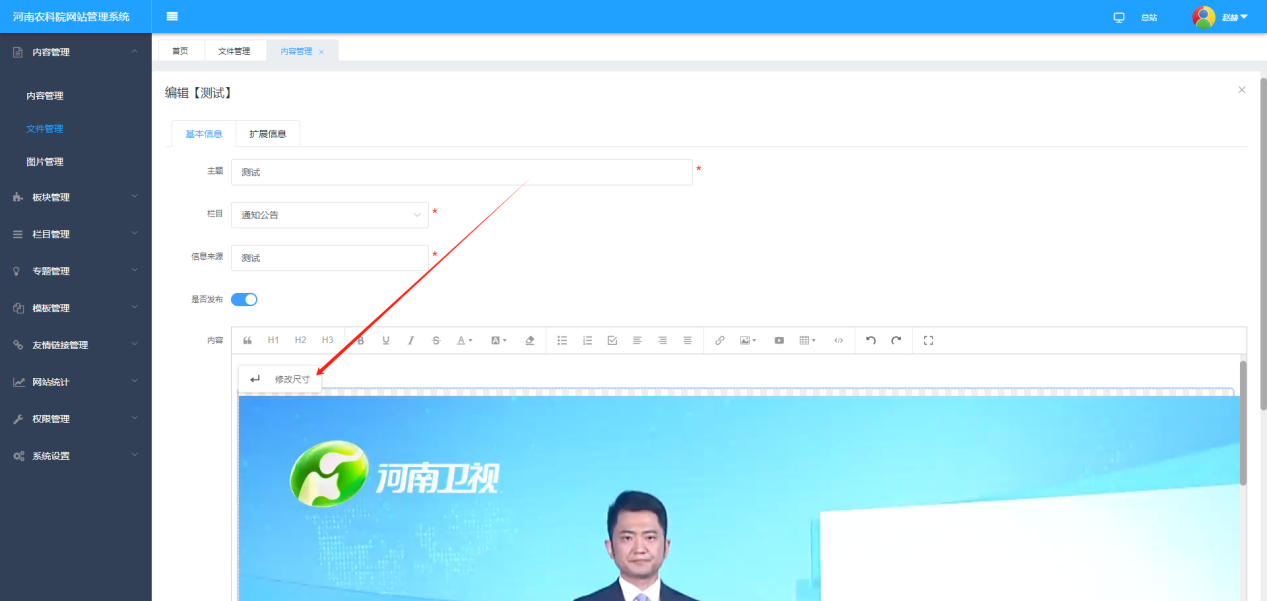 河南农科院网站管理系统
总站
赵赫
内容管理
内容管理
文件管理
图片管理
板块管理
栏目管理
专题管理
模板管理
友情链接管理
网站统计
权限管理
系统设置
首页 文件管理 内容管理 ×
编辑【测试】 ×
基本信息 扩展信息
主题 测试 *
栏目 通知公告 *
信息来源 测试 *
是否发布
内容 H1 H2 H3 B U I S A A
修改尺寸
河南卫视